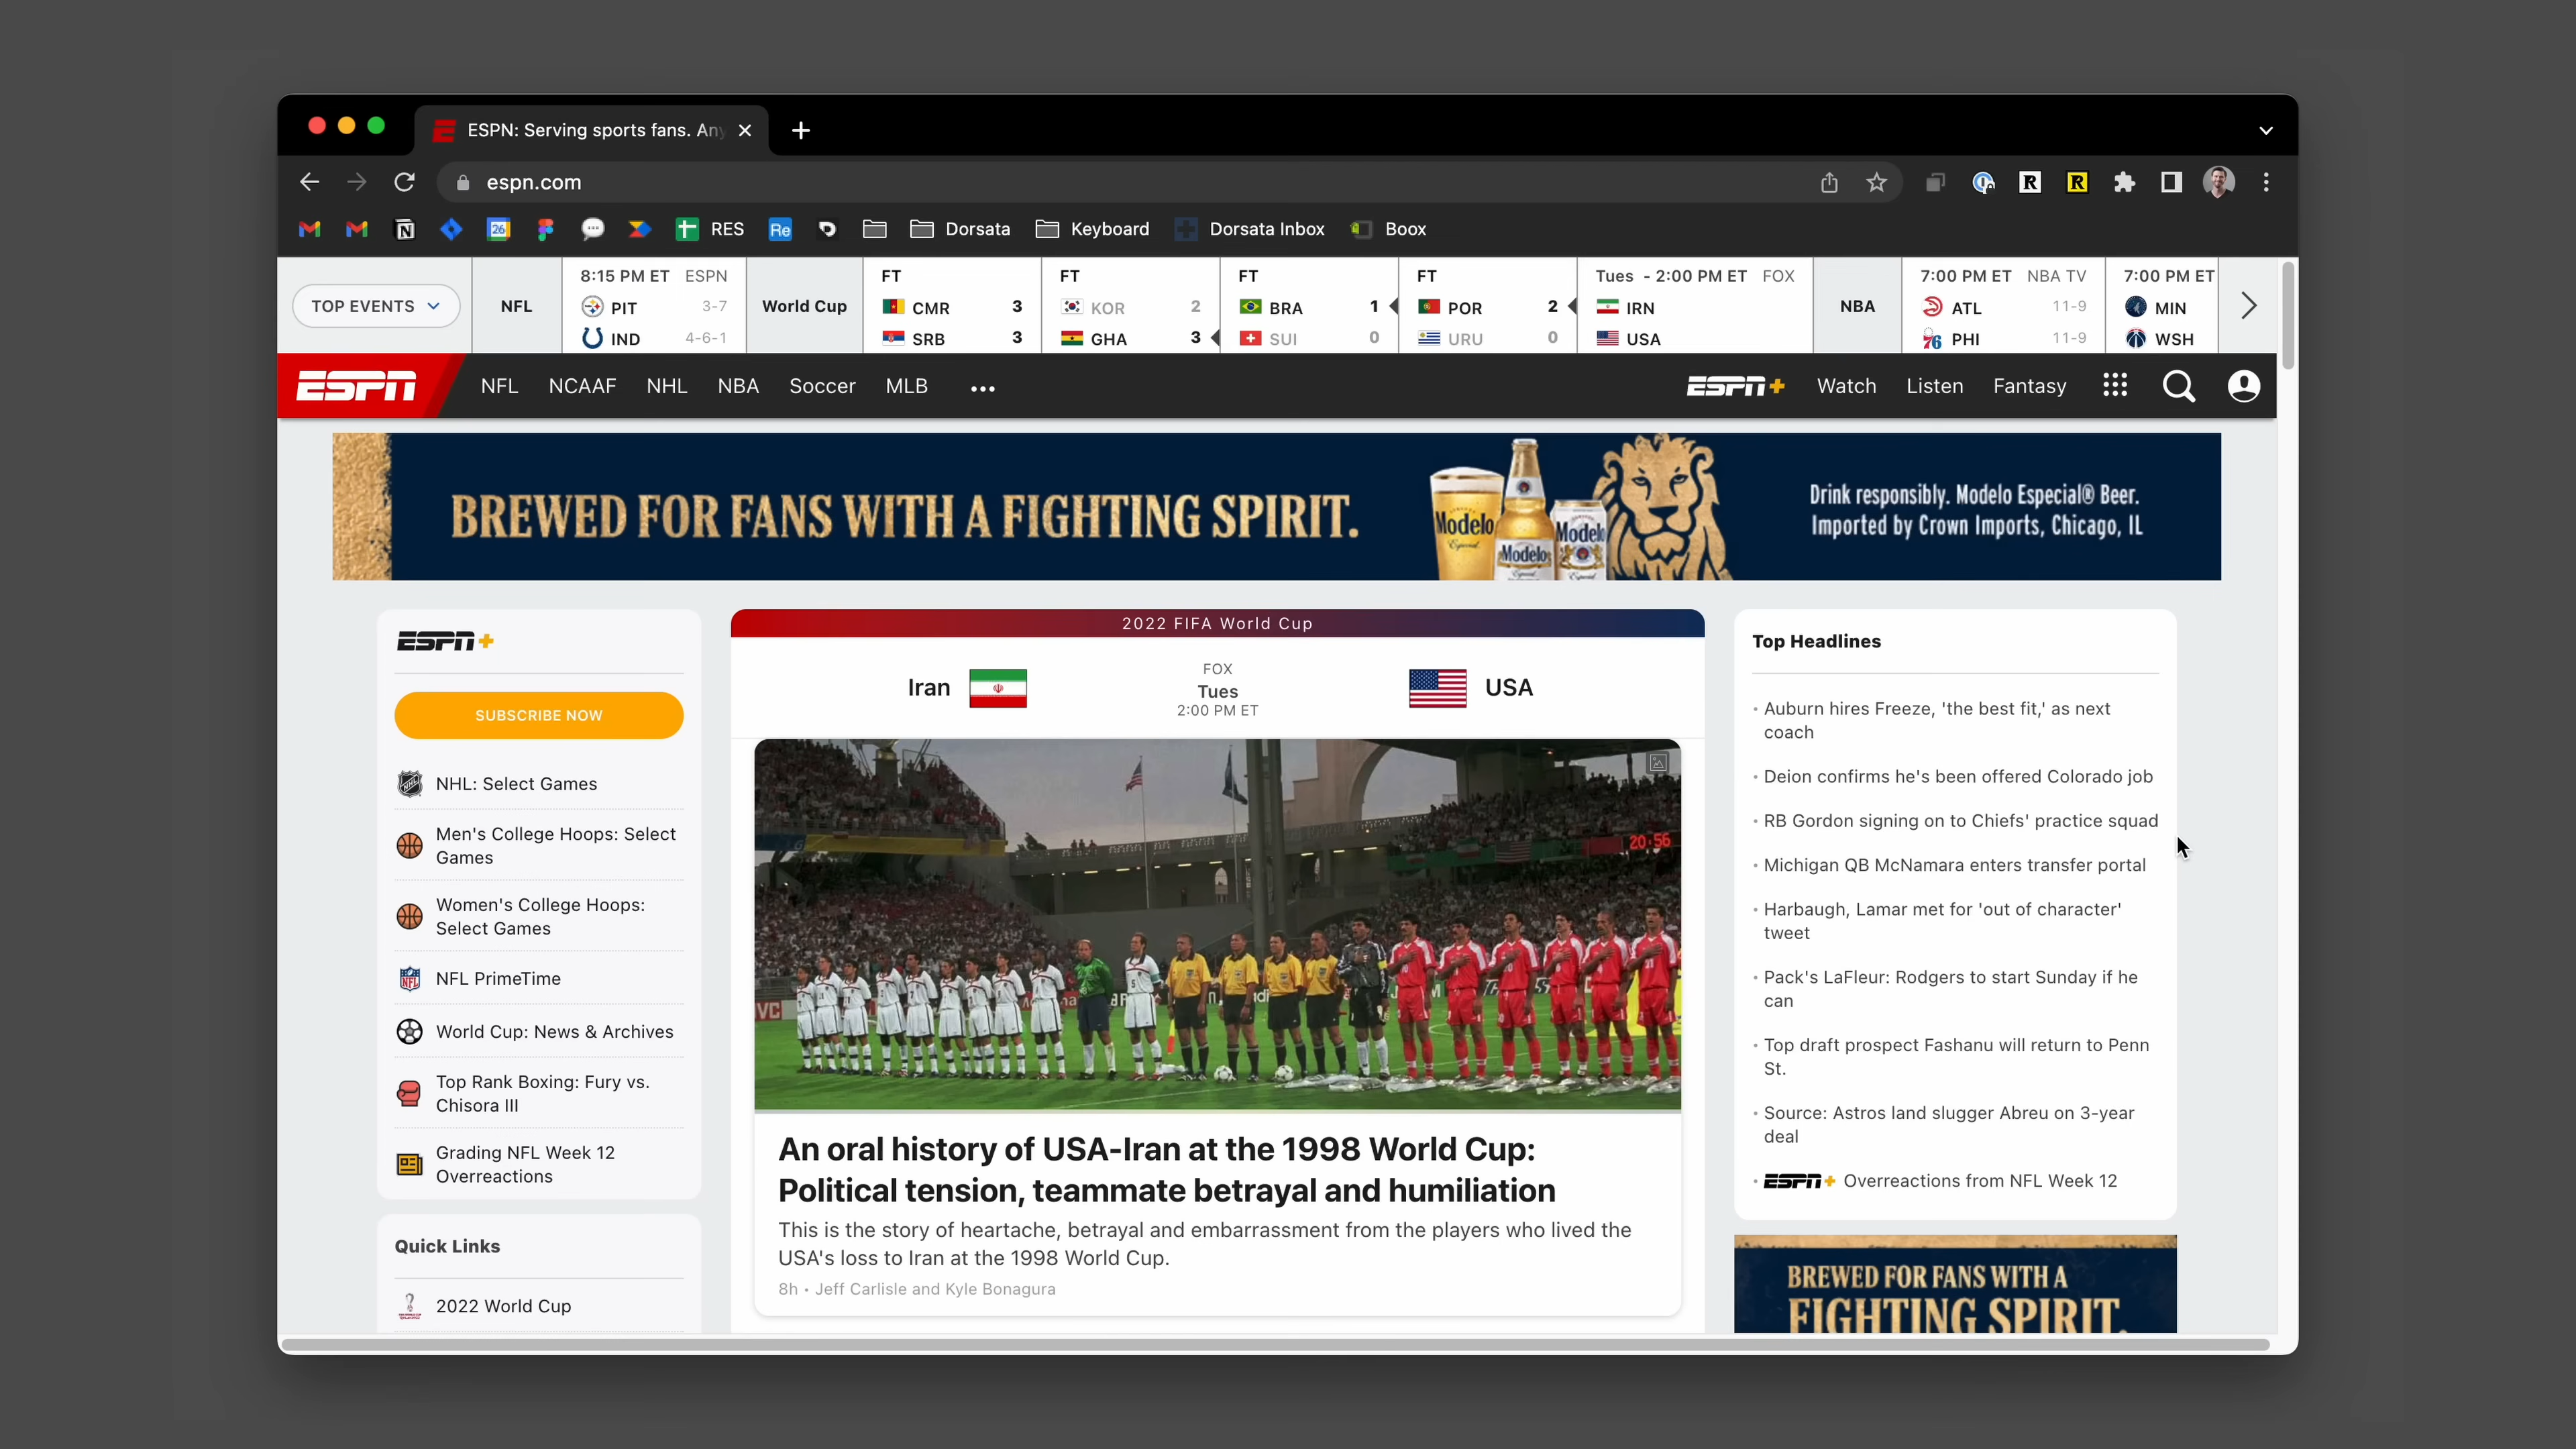 ESPN: Serving sports fans. Any
espn.com
RES
Dorsata
Keyboard
Dorsata Inbox
Boox
TOP EVENTS
NFL
8:15 PM ET ESPN
PIT 3-7
IND 4-6-1
World Cup
FT
CMR 3
SRB 3
FT
KOR 2
GHA 3
FT
BRA 1
SUI 0
FT
POR 2
URU 0
Tues - 2:00 PM ET FOX
IRN
USA
NBA
7:00 PM ET NBA TV
ATL 11-9
PHI 11-9
7:00 PM ET
MIN
WSH
ESPN NFL NCAAF NHL NBA Soccer MLB ... ESPN+ Watch Listen Fantasy
BREWED FOR FANS WITH A FIGHTING SPIRIT.
Modelo
Especial
Modelo
Modelo
Drink responsibly. Modelo Especial® Beer.
Imported by Crown Imports, Chicago, IL
ESPN+
SUBSCRIBE NOW
NHL: Select Games
Men's College Hoops: Select
Games
Women's College Hoops:
Select Games
NFL PrimeTime
World Cup: News & Archives
Top Rank Boxing: Fury vs.
Chisora III
Grading NFL Week 12
Overreactions
Quick Links
2022 World Cup
2022 FIFA World Cup
Iran
FOX
Tues
2:00 PM ET
USA
20:56
An oral history of USA-Iran at the 1998 World Cup:
Political tension, teammate betrayal and humiliation
This is the story of heartache, betrayal and embarrassment from the players who lived the
USA's loss to Iran at the 1998 World Cup.
8h • Jeff Carlisle and Kyle Bonagura
Top Headlines
Auburn hires Freeze, 'the best fit,' as next
coach
Deion confirms he's been offered Colorado job
RB Gordon signing on to Chiefs' practice squad
Michigan QB McNamara enters transfer portal
Harbaugh, Lamar met for 'out of character'
tweet
Pack's LaFleur: Rodgers to start Sunday if he
can
Top draft prospect Fashanu will return to Penn
St.
Source: Astros land slugger Abreu on 3-year
deal
ESPN+ Overreactions from NFL Week 12
BREWED FOR FANS WITH A
FIGHTING SPIRIT.